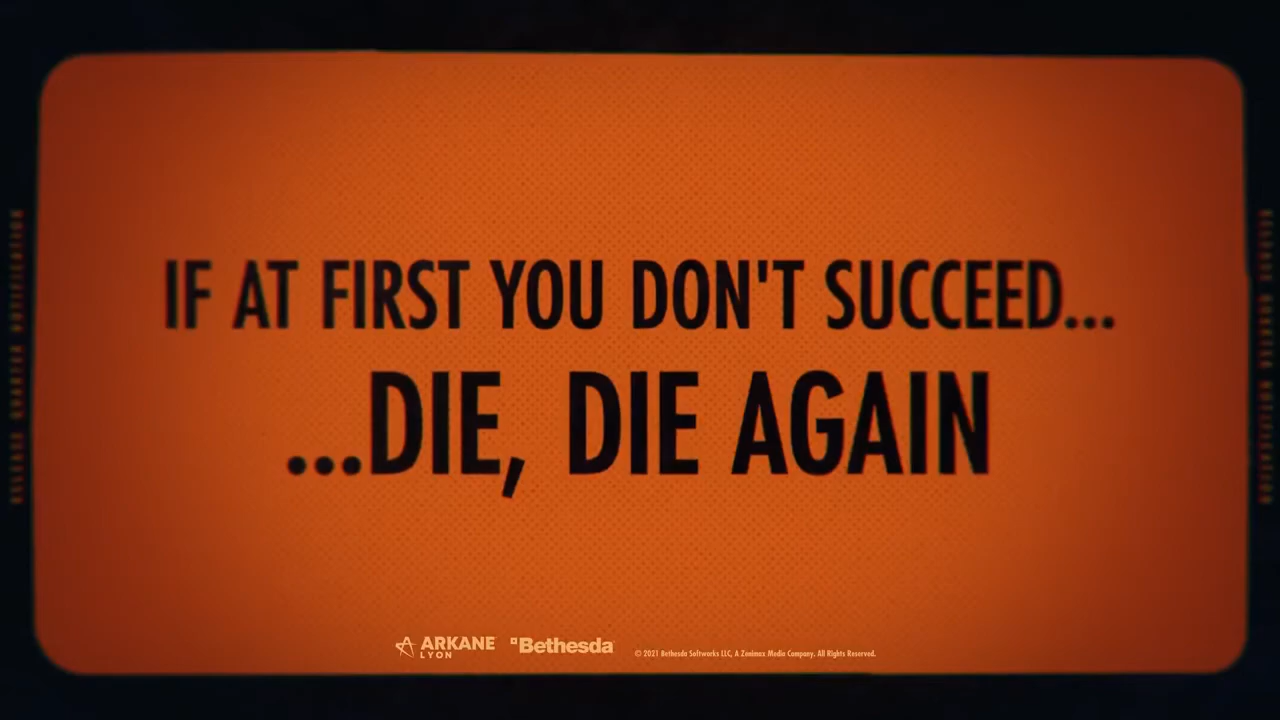 IF AT FIRST YOU DON'T SUCCEED...
...DIE, DIE AGAIN
ARKANE
LYON
Bethesda
© 2021 Bethesda Softworks LLC, A Zenimax Media Company. All Rights Reserved.